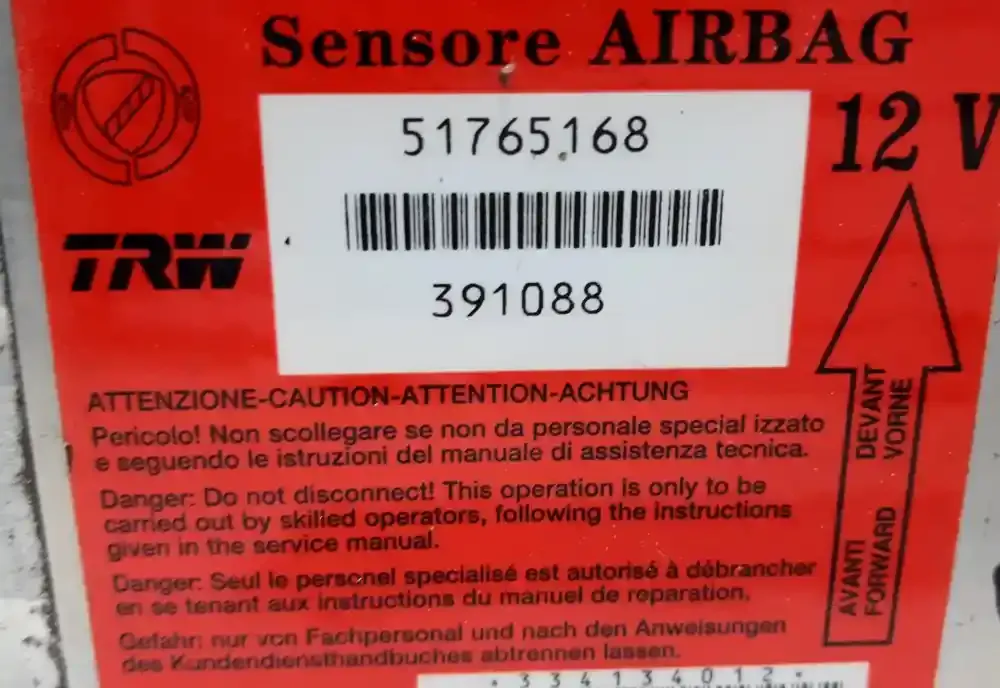 Sensore AIRBAG
51765168
12 V
TRW
391088
ATTENZIONE-CAUTION-ATTENTION-ACHTUNG
Pericolo! Non scollegare se non da personale special izzato
e seguendo le istruzioni del manuale di assistenza tecnica.
Danger: Do not disconnect! This operation is only to be
carried out by skilled operators, following the instructions
given in the service manual.
Danger: Seul le personel specialisé est autorisé à débrancher
en se tenant aux instructions du manuel de reparation.
Gefahr: nur von Fachpersonal und nach den Anweisungen
des Kundendiensthandbuches abtrennen lassen.
DEVANT
VORNE
AVANTI
FORWARD
* 334134012 *